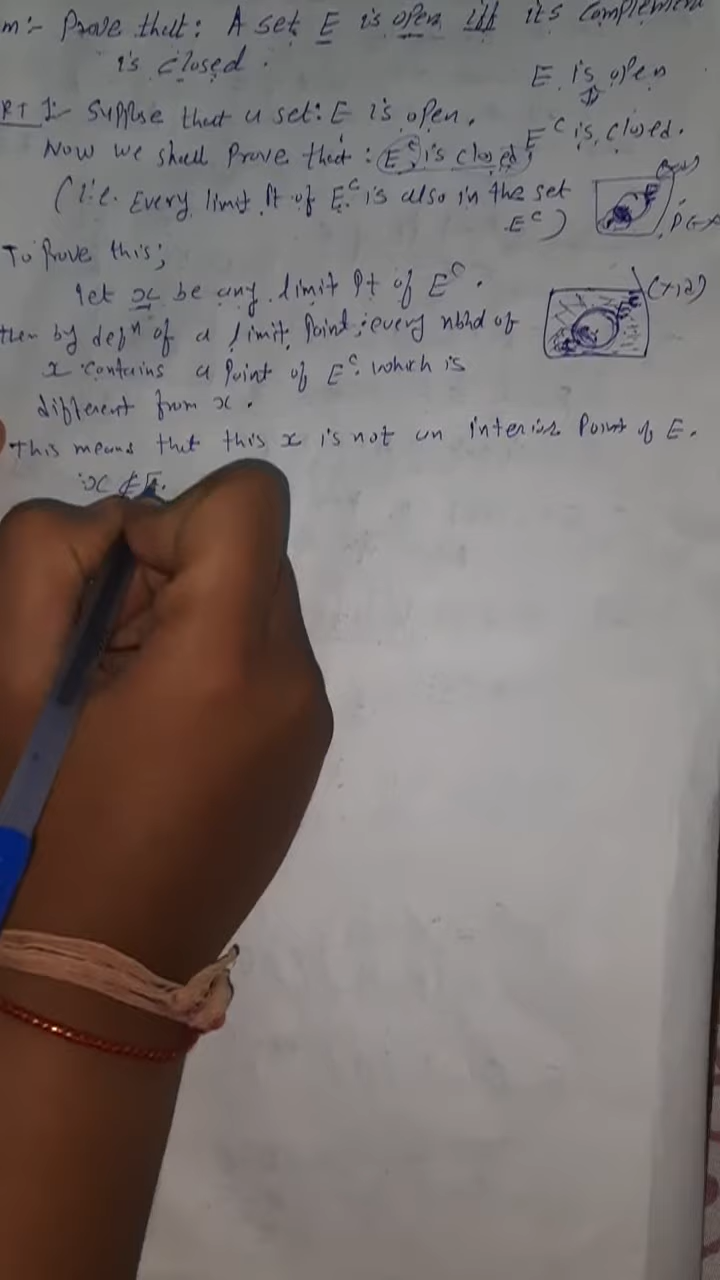 m:- Prove that: A set E is open iff its complemen
is closed.
E is open
⇕
E^c is closed.
RT 1:- Suppose that a set: E is open.
Now we shall prove that: E^c is closed,
(i.e. Every limit pt of E^c is also in the set
E^c)
To prove this;
let x be any limit pt of E^c.
then by defn of a limit point; every nbhd of
x contains a point of E^c which is
different from x.
This means that this x is not an interior point of E.
x ∉ E.